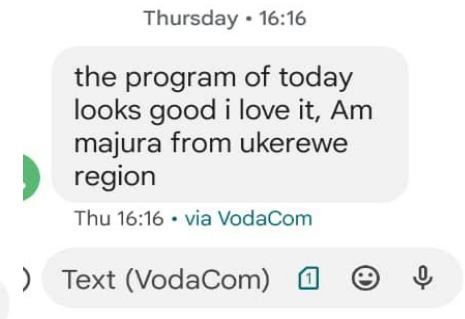 Thursday • 16:16
the program of today
looks good i love it, Am
majura from ukerewe
region
Thu 16:16 • via VodaCom
Text (VodaCom) 1